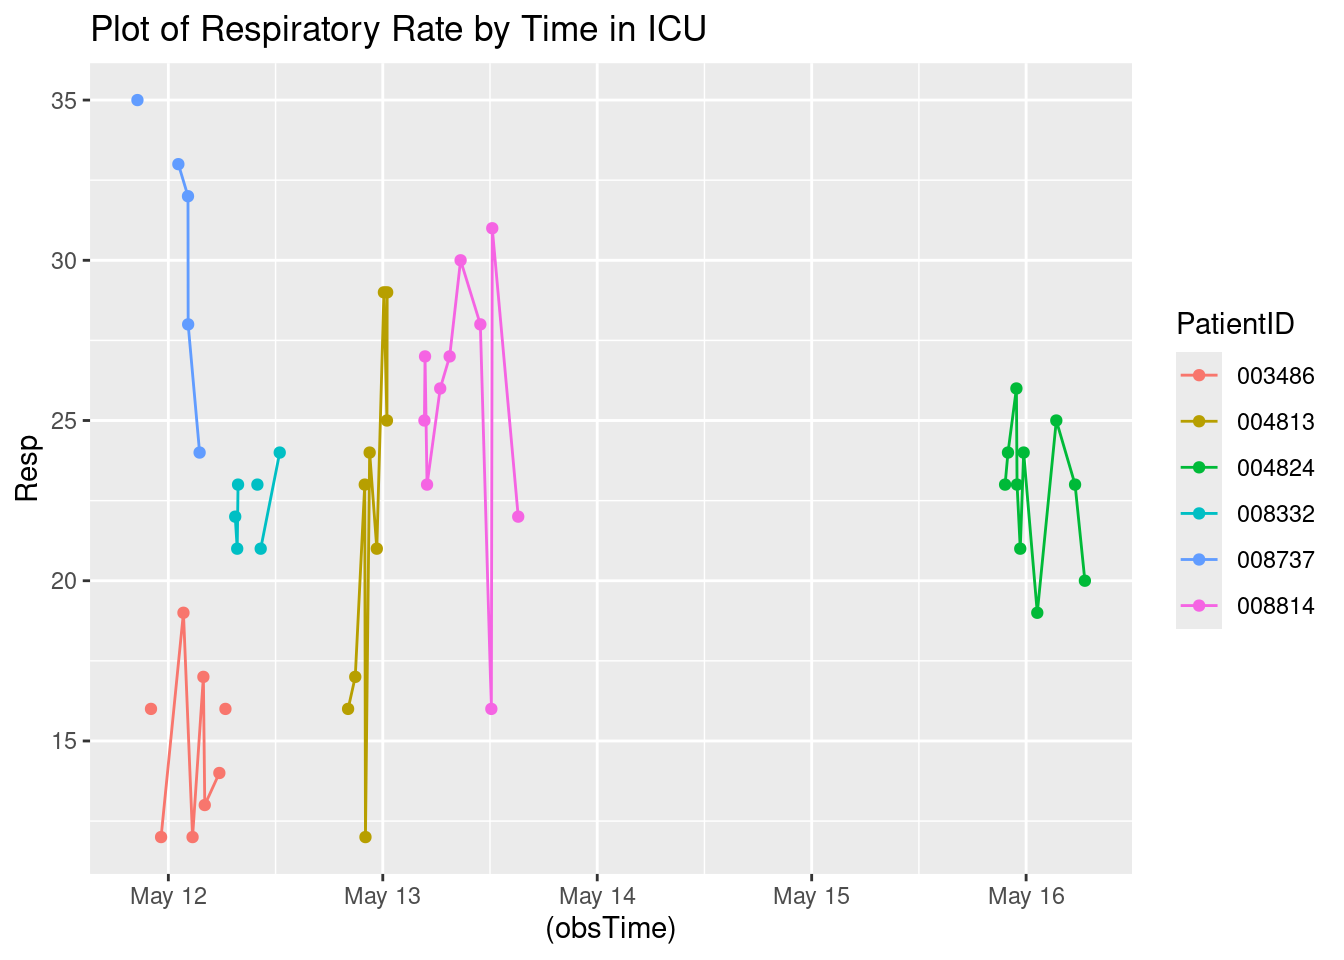 Plot of Respiratory Rate by Time in ICU
35
30
25
20
15
Resp
May 12 May 13 May 14 May 15 May 16
(obsTime)
PatientID
003486
004813
004824
008332
008737
008814